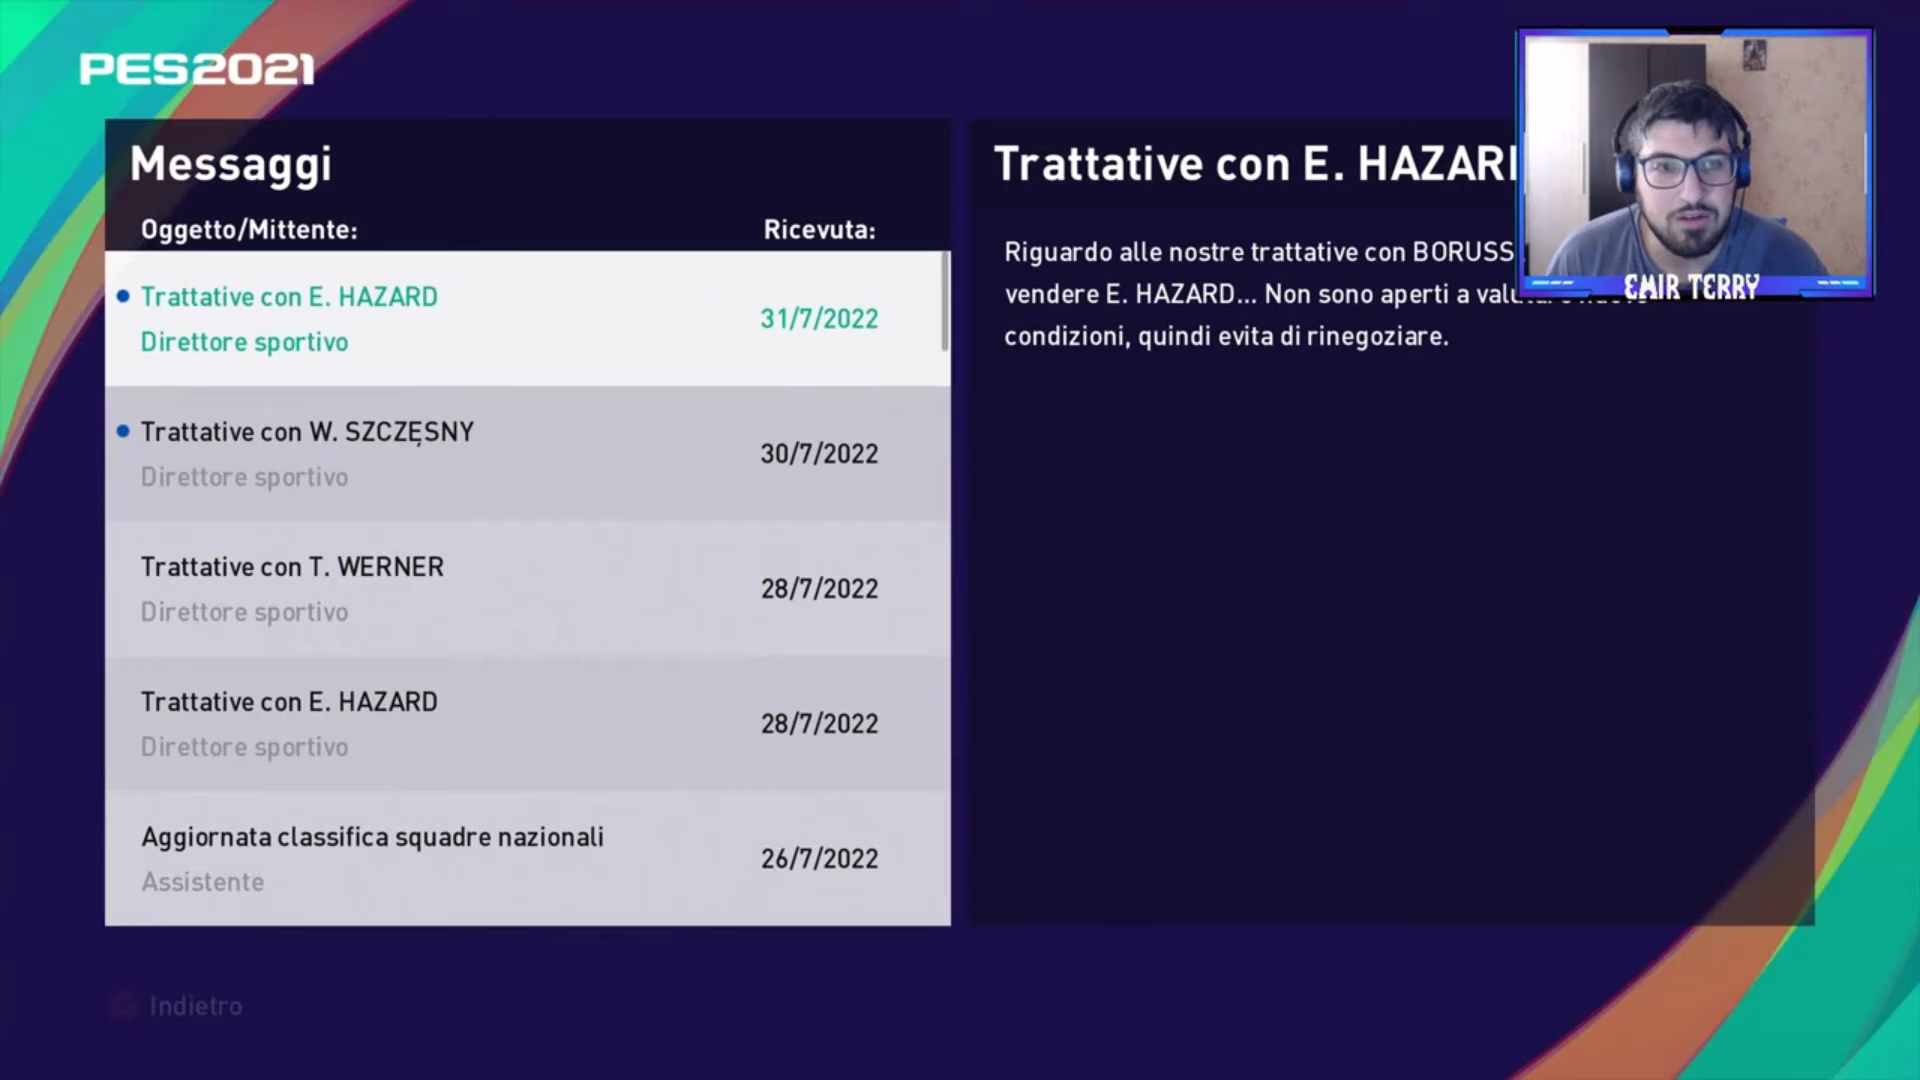 PES2021
Messaggi
Oggetto/Mittente: Ricevuta:
Trattative con E. HAZARD
Direttore sportivo
31/7/2022
Trattative con W. SZCZĘSNY
Direttore sportivo
30/7/2022
Trattative con T. WERNER
Direttore sportivo
28/7/2022
Trattative con E. HAZARD
Direttore sportivo
28/7/2022
Aggiornata classifica squadre nazionali
Assistente
26/7/2022
Trattative con E. HAZAR
Riguardo alle nostre trattative con BORUSS
vendere E. HAZARD... Non sono aperti a
condizioni, quindi evita di rinegoziare.
EMIR TERRY
Indietro